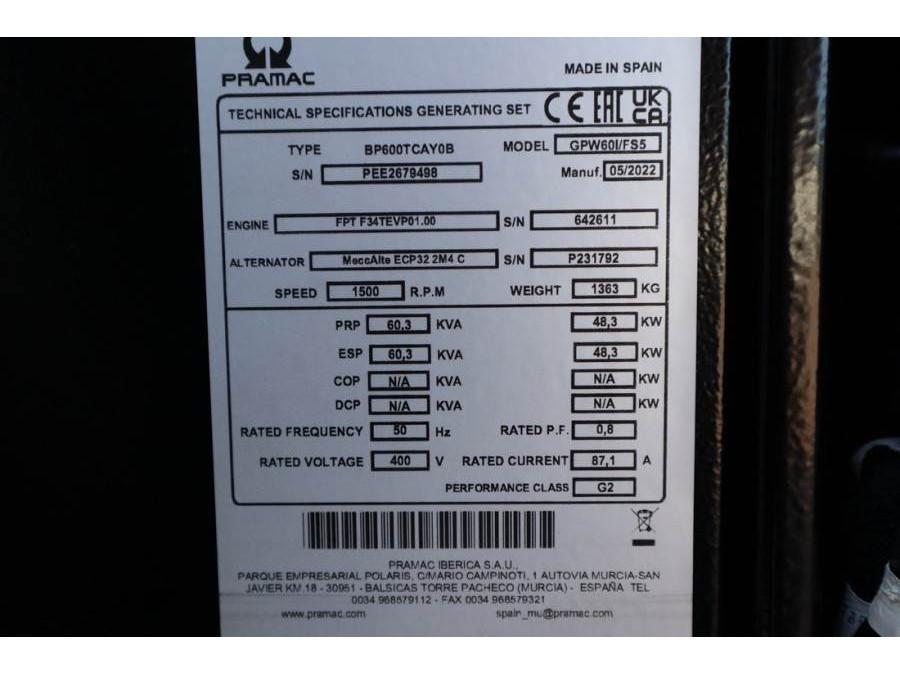 PRAMAC
MADE IN SPAIN
TECHNICAL SPECIFICATIONS GENERATING SET CE EAC UK CA
TYPE BP600TCAY0B MODEL GPW60I/FS5
S/N PEE2679498 Manuf. 05/2022
ENGINE FPT F34TEVP01.00 S/N 642611
ALTERNATOR MeccAlte ECP32 2M4 C S/N P231792
SPEED 1500 R.P.M WEIGHT 1363 KG
PRP 60,3 KVA 48,3 KW
ESP 60,3 KVA 48,3 KW
COP N/A KVA N/A KW
DCP N/A KVA N/A KW
RATED FREQUENCY 50 Hz RATED P.F. 0,8
RATED VOLTAGE 400 V RATED CURRENT 87,1 A
PERFORMANCE CLASS G2
PRAMAC IBERICA S.A.U.,
PARQUE EMPRESARIAL POLARIS, C/MARIO CAMPINOTI, 1 AUTOVIA MURCIA-SAN
JAVIER KM.18 - 30951 - BALSICAS TORRE PACHECO (MURCIA) - ESPAÑA TEL
0034 968579112 - FAX 0034 968579321
www.pramac.com spain_mu@pramac.com